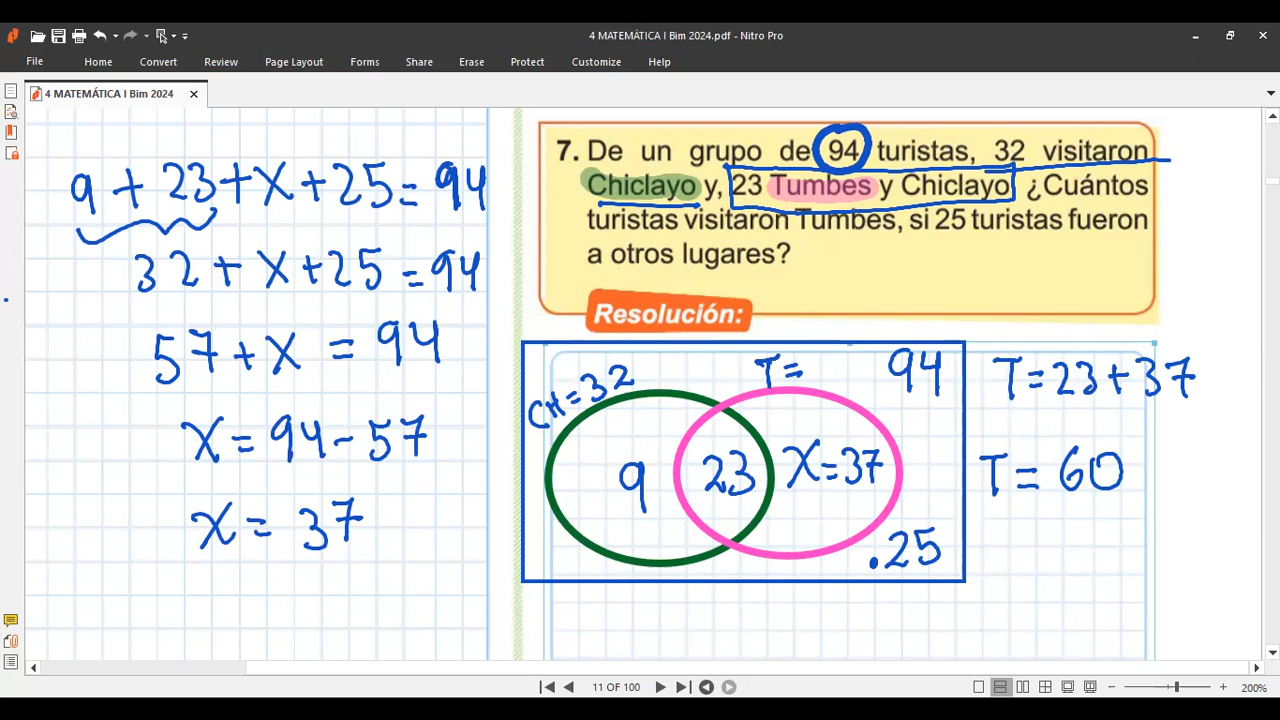 4 MATEMÁTICA I Bim 2024.pdf - Nitro Pro
File Home Convert Review Page Layout Forms Share Erase Protect Customize Help
4 MATEMÁTICA I Bim 2024
9 + 23 + x + 25 = 94
32 + x + 25 = 94
57 + x = 94
x = 94 - 57
x = 37
7. De un grupo de 94 turistas, 32 visitaron
Chiclayo y, 23 Tumbes y Chiclayo ¿Cuántos
turistas visitaron Tumbes, si 25 turistas fueron
a otros lugares?
Resolución:
CH=32 T= 94
9 23 x=37
.25
T=23+37
T= 60
11 OF 100
200%